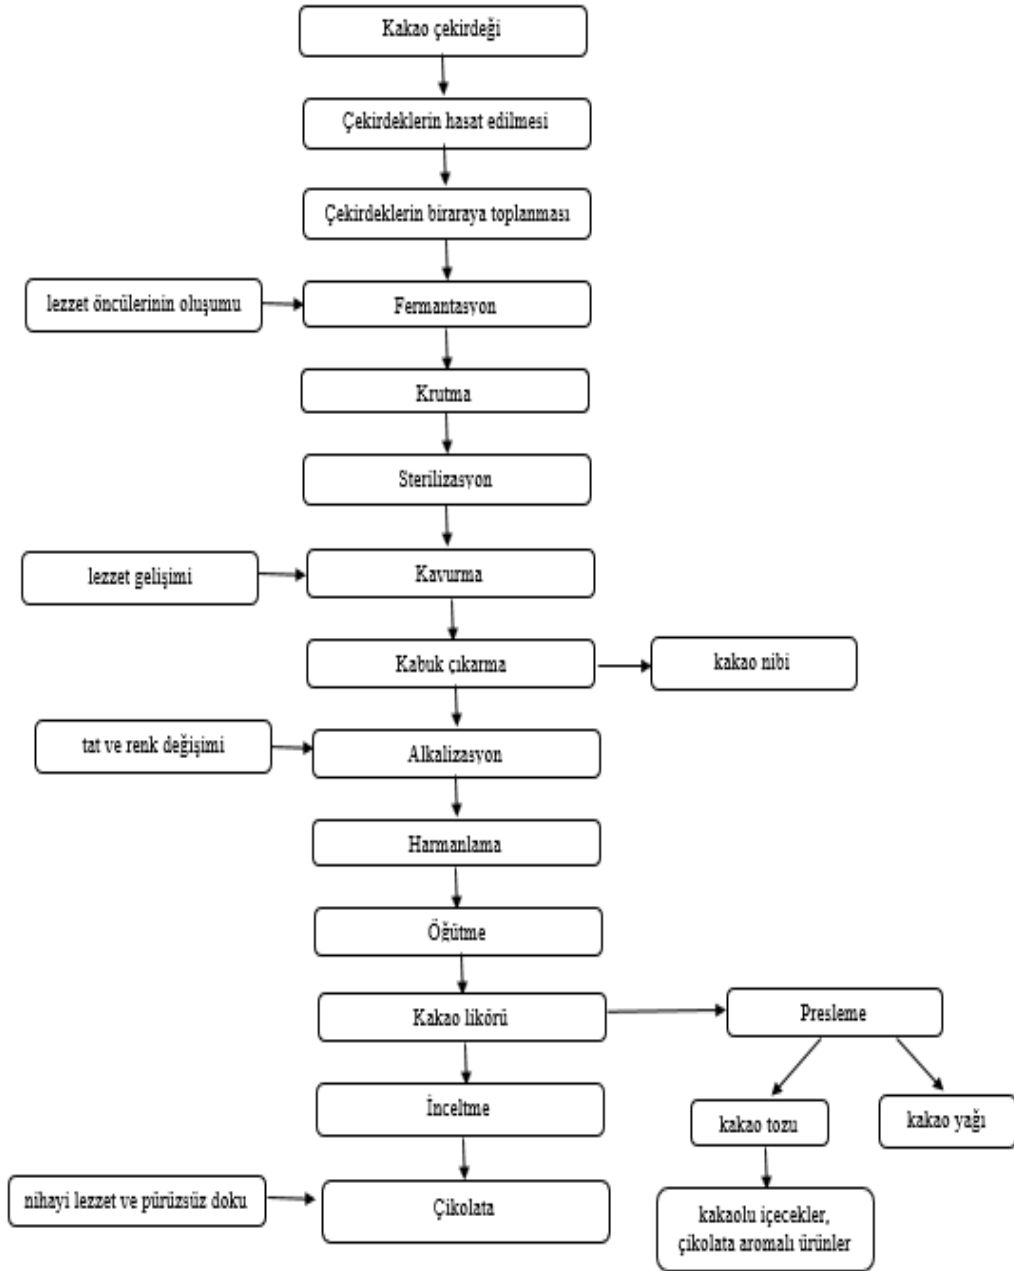 Kakao çekirdeği
Çekirdeklerin hasat edilmesi
Çekirdeklerin biraraya toplanması
lezzet öncülerinin oluşumu
Fermantasyon
Krutma
Sterilizasyon
lezzet gelişimi
Kavurma
Kabuk çıkarma
kakao nibi
tat ve renk değişimi
Alkalizasyon
Harmanlama
Öğütme
Kakao likörü
Presleme
İnceltme
kakao tozu
kakao yağı
nihayi lezzet ve pürüzsüz doku
Çikolata
kakaolu içecekler,
çikolata aromalı ürünler